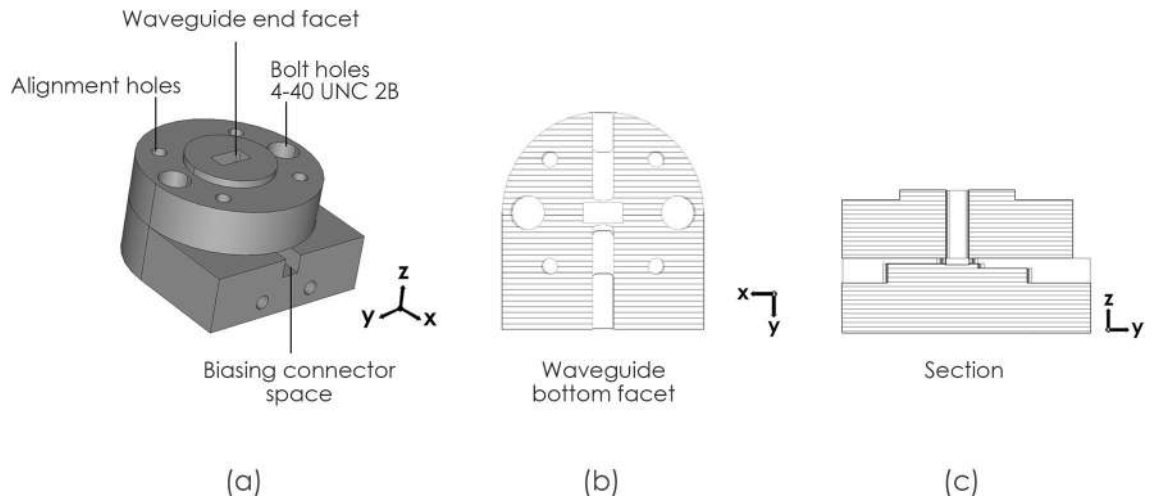 Waveguide end facet
Alignment holes
Bolt holes
4-40 UNC 2B
z
y
x
Biasing connector
space
x
y
Waveguide
bottom facet
z
y
Section
(a)
(b)
(c)